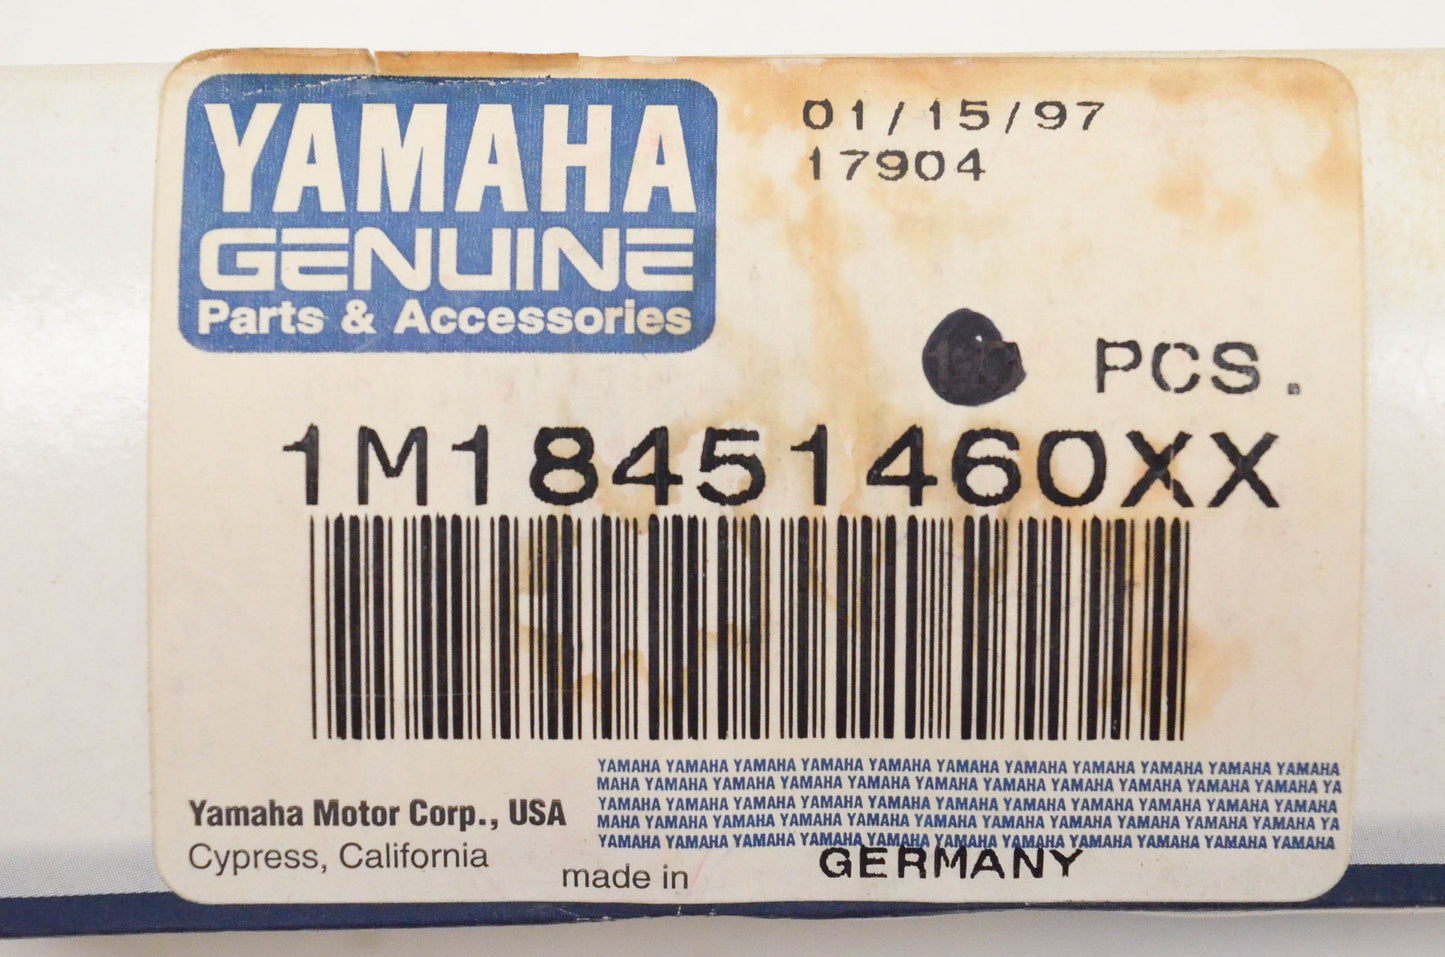 YAMAHA
GENUINE
Parts & Accessories
01/15/97
17904
PCS.
1M18451460XX
YAMAHA YAMAHA YAMAHA YAMAHA YAMAHA YAMAHA YAMAHA YAMAHA YAMAHA YAMAHA YAMAHA
MAHA YAMAHA YAMAHA YAMAHA YAMAHA YAMAHA YAMAHA YAMAHA YAMAHA YAMAHA YAMAHA YA
YAMAHA YAMAHA YAMAHA YAMAHA YAMAHA YAMAHA YAMAHA YAMAHA YAMAHA YAMAHA YAMAHA
MAHA YAMAHA YAMAHA YAMAHA YAMAHA YAMAHA YAMAHA YAMAHA YAMAHA YAMAHA YAMAHA YA
YAMAHA YAMAHA YAMAHA YAMAHA YAMAHA YAMAHA YAMAHA YAMAHA YAMAHA YAMAHA YAMAHA
Yamaha Motor Corp., USA
Cypress, California
made in GERMANY